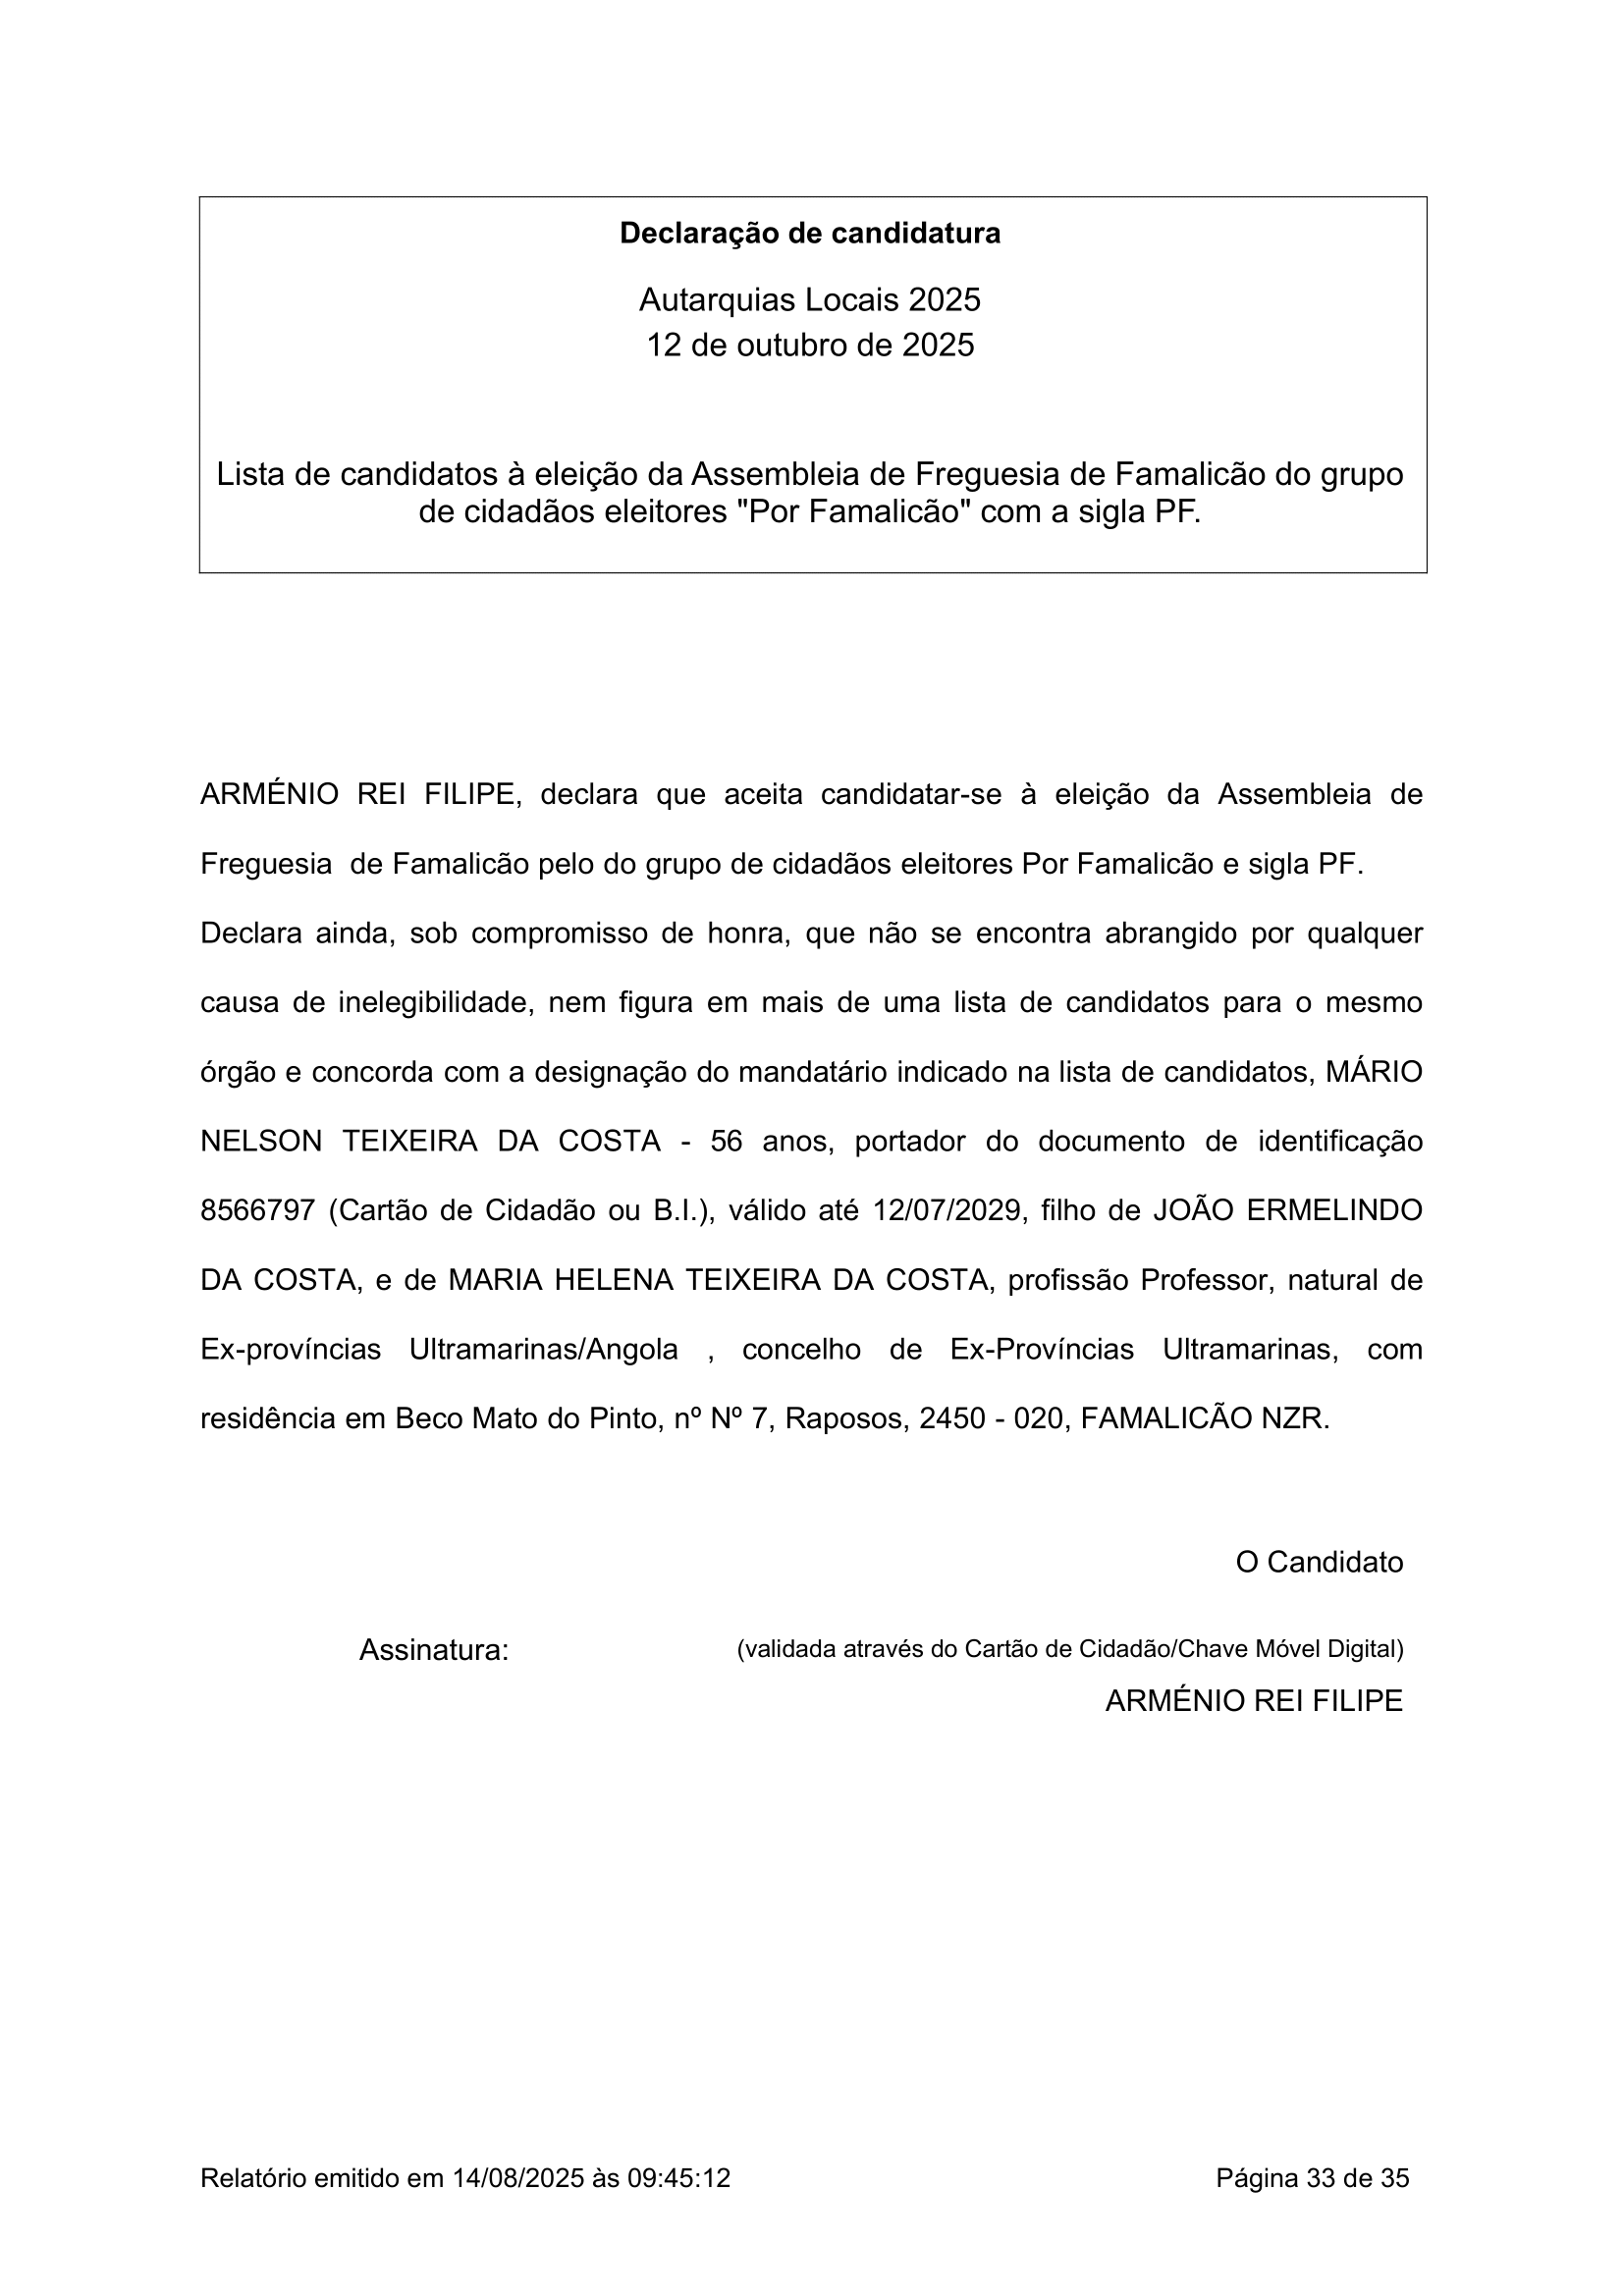 Declaração de candidatura
Autarquias Locais 2025
12 de outubro de 2025
Lista de candidatos à eleição da Assembleia de Freguesia de Famalicão do grupo
de cidadãos eleitores "Por Famalicão" com a sigla PF.
ARMÉNIO REI FILIPE, declara que aceita candidatar-se à eleição da Assembleia de
Freguesia  de Famalicão pelo do grupo de cidadãos eleitores Por Famalicão e sigla PF.
Declara ainda, sob compromisso de honra, que não se encontra abrangido por qualquer
causa de inelegibilidade, nem figura em mais de uma lista de candidatos para o mesmo
órgão e concorda com a designação do mandatário indicado na lista de candidatos, MÁRIO
NELSON TEIXEIRA DA COSTA - 56 anos, portador do documento de identificação
8566797 (Cartão de Cidadão ou B.I.), válido até 12/07/2029, filho de JOÃO ERMELINDO
DA COSTA, e de MARIA HELENA TEIXEIRA DA COSTA, profissão Professor, natural de
Ex-províncias Ultramarinas/Angola , concelho de Ex-Províncias Ultramarinas, com
residência em Beco Mato do Pinto, nº Nº 7, Raposos, 2450 - 020, FAMALICÃO NZR.
O Candidato
Assinatura: (validada através do Cartão de Cidadão/Chave Móvel Digital)
ARMÉNIO REI FILIPE
Relatório emitido em 14/08/2025 às 09:45:12 Página 33 de 35